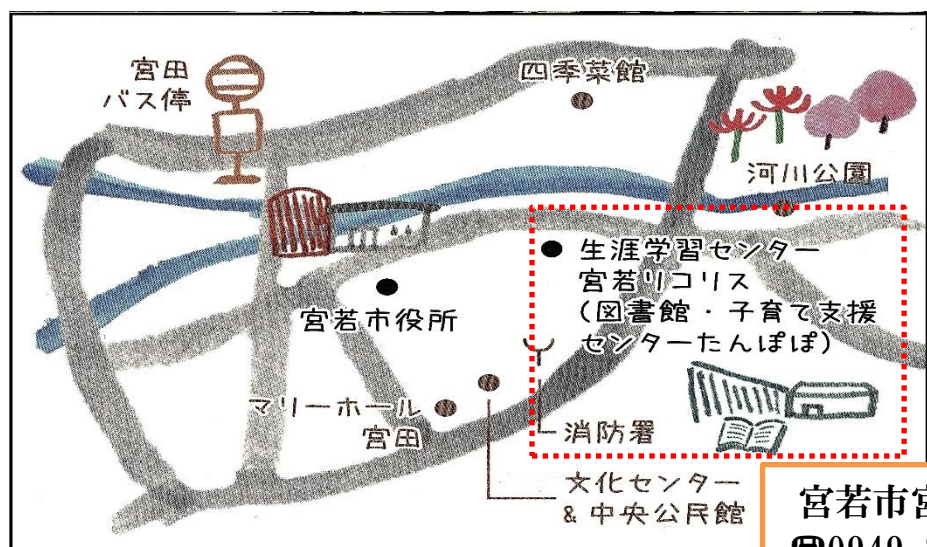 宮田
バス停
四季菜館
河川公園
生涯学習センター
宮若リコリス
(図書館・子育て支援
センターたんぽぽ)
宮若市役所
マリーホール
宮田
消防署
文化センター
&中央公民館
宮若市宮
☎0949